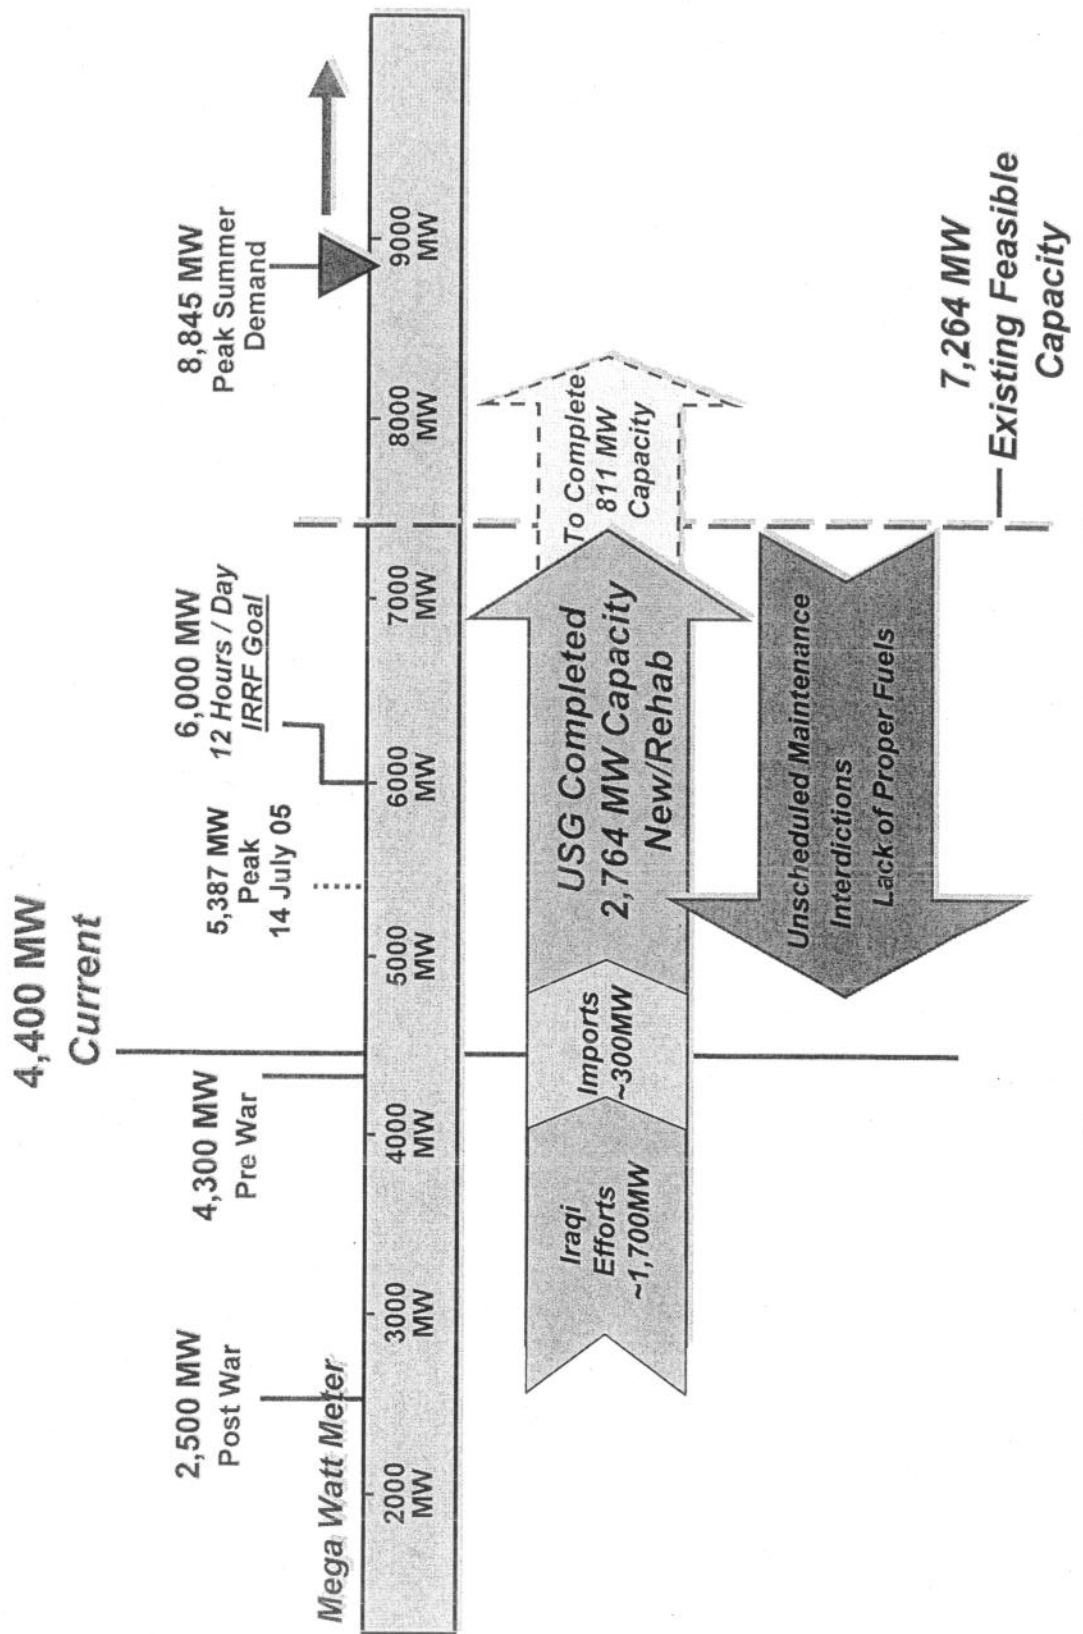 4,400 MW
Current
2,500 MW
Post War
4,300 MW
Pre War
5,387 MW
Peak
14 July 05
6,000 MW
12 Hours / Day
IRRF Goal
8,845 MW
Peak Summer
Demand
Mega Watt Meter
2000
MW
3000
MW
4000
MW
5000
MW
6000
MW
7000
MW
8000
MW
9000
MW
Iraqi
Efforts
~1,700MW
Imports
~300MW
USG Completed
2,764 MW Capacity
New/Rehab
To Complete
811 MW
Capacity
Unscheduled Maintenance
Interdictions
Lack of Proper Fuels
7,264 MW
Existing Feasible
Capacity